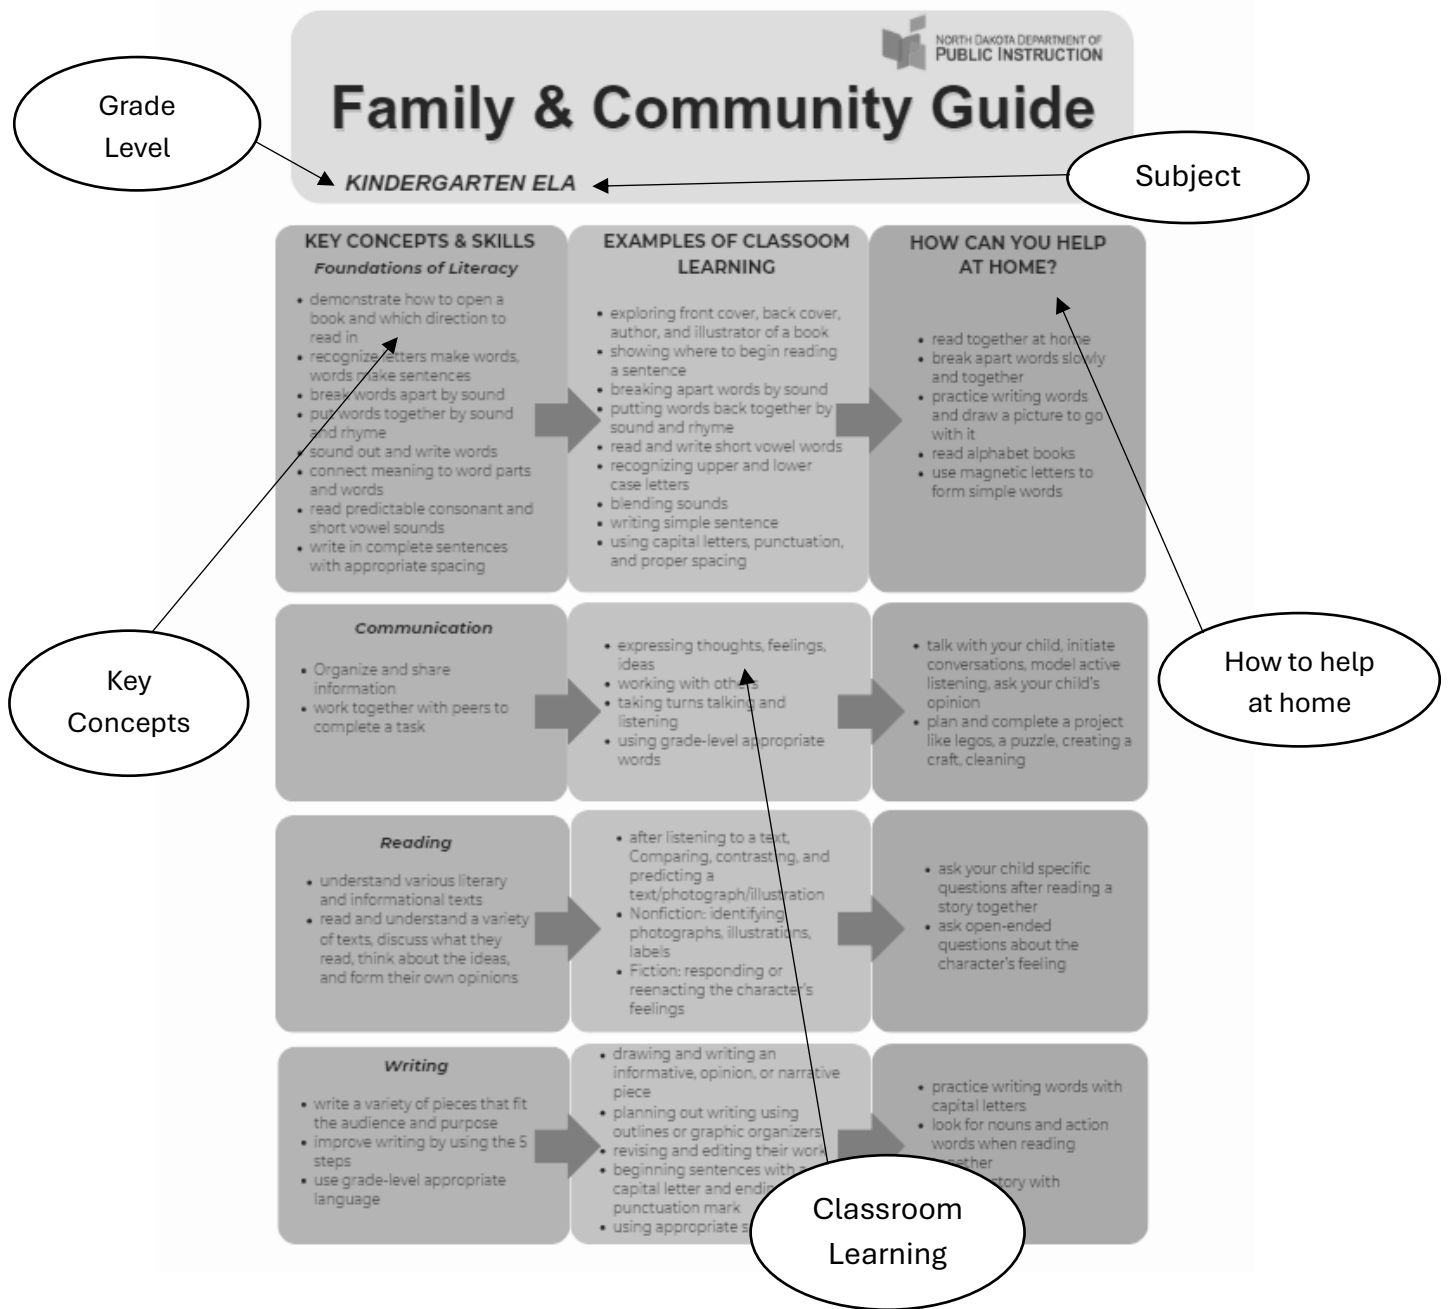 NORTH DAKOTA DEPARTMENT OF
PUBLIC INSTRUCTION
Family & Community Guide
KINDERGARTEN ELA
Grade
Level
Subject
KEY CONCEPTS & SKILLS
Foundations of Literacy
• demonstrate how to open a
book and which direction to
read in
• recognize letters make words,
words make sentences
• break words apart by sound
• put words together by sound
and rhyme
• sound out and write words
• connect meaning to word parts
and words
• read predictable consonant and
short vowel sounds
• write in complete sentences
with appropriate spacing
EXAMPLES OF CLASSOOM
LEARNING
• exploring front cover, back cover,
author, and illustrator of a book
• showing where to begin reading
a sentence
• breaking apart words by sound
• putting words back together by
sound and rhyme
• read and write short vowel words
• recognizing upper and lower
case letters
• blending sounds
• writing simple sentence
• using capital letters, punctuation,
and proper spacing
HOW CAN YOU HELP
AT HOME?
• read together at home
• break apart words slowly
and together
• practice writing words
and draw a picture to go
with it
• read alphabet books
• use magnetic letters to
form simple words
Key
Concepts
Communication
• Organize and share
information
• work together with peers to
complete a task
• expressing thoughts, feelings,
ideas
• working with others
• taking turns talking and
listening
• using grade-level appropriate
words
• talk with your child, initiate
conversations, model active
listening, ask your child's
opinion
• plan and complete a project
like legos, a puzzle, creating a
craft, cleaning
How to help
at home
Reading
• understand various literary
and informational texts
• read and understand a variety
of texts, discuss what they
read, think about the ideas,
and form their own opinions
• after listening to a text,
Comparing, contrasting, and
predicting a
text/photograph/illustration
• Nonfiction: identifying
photographs, illustrations,
labels
• Fiction: responding or
reenacting the character's
feelings
• ask your child specific
questions after reading a
story together
• ask open-ended
questions about the
character's feeling
Writing
• write a variety of pieces that fit
the audience and purpose
• improve writing by using the 5
steps
• use grade-level appropriate
language
• drawing and writing an
informative, opinion, or narrative
piece
• planning out writing using
outlines or graphic organizers
• revising and editing their work
• beginning sentences with a
capital letter and
punctuation mark
• using appropriate
• practice writing words with
capital letters
• look for nouns and action
words when reading
together
story with
Classroom
Learning